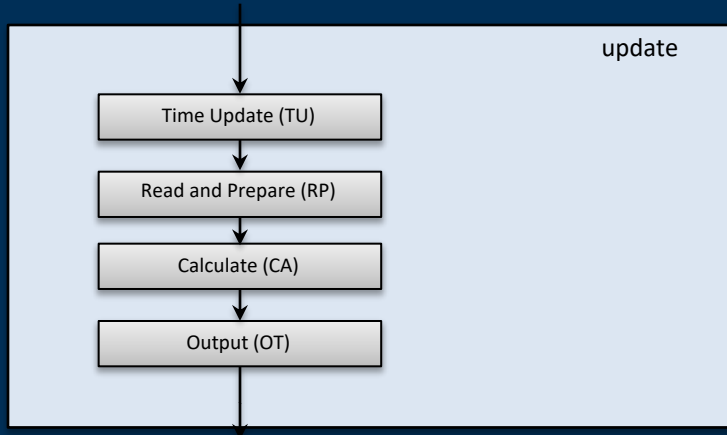 update
Time Update (TU)
Read and Prepare (RP)
Calculate (CA)
Output (OT)